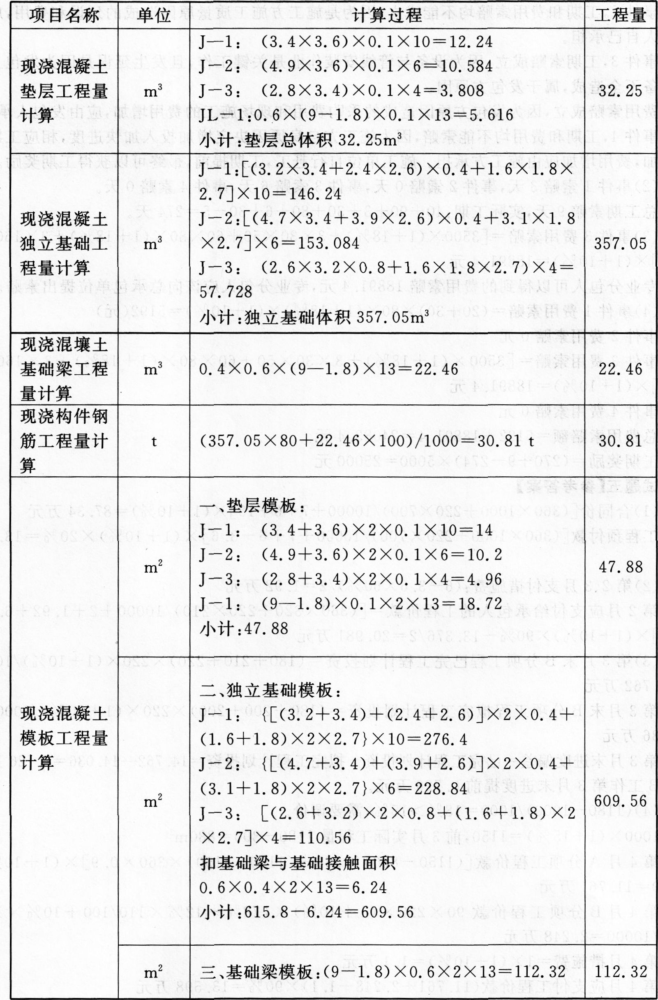 项目名称 单位 计算过程 工程量
现浇混凝土
垫层工程量
计算
m³
J—1： (3.4×3.6)×0.1×10=12.24
J－2： (4.9×3.6)×0.1×6=10.584
J－3： (2.8×3.4)×0.1×4=3.808
JL－1:0.6×(9－1.8)×0.1×13=5.616
小计:垫层总体积 32.25m³
32.25
现浇混凝土
独立基础工
程量计算
m³
J－1:[(3.2×3.4+2.4×2.6)×0.4+1.6×1.8×
2.7]×10=146.24
J－2:[(4.7×3.4+3.9×2.6)×0.4+3.1×1.8
×2.7]×6=153.084
J－3： (2.6×3.2×0.8+1.6×1.8×2.7)×4=
57.728
小计:独立基础体积 357.05m³
357.05
现浇混壤土
基础梁工程
量计算
m³
0.4×0.6×(9—1.8)×13=22.46
22.46
现浇构件钢
筋工程量计
算
t
(357.05×80+22.46×100)/1000=30.81 t
30.81
现浇混凝土
模板工程量
计算
m²
一、垫层模板：
J－1： (3.4+3.6)×2×0.1×10=14
J－2： (4.9+3.6)×2×0.1×6=10.2
J－3： (2.8+3.4)×2×0.1×4=4.96
J－1： (9—1.8)×0.1×2×13=18.72
小计:47.88
47.88
m²
二、独立基础模板：
J－1： {[(3.2+3.4)+(2.4+2.6)]×2×0.4+
(1.6+1.8)×2×2.7}×10=276.4
J－2： {[(4.7+3.4)+(3.9+2.6)]×2×0.4+
(3.1+1.8)×2×2.7}×6=228.84
J－3： [(2.6+3.2)×2×0.8+(1.6+1.8)×2
×2.7]×4=110.56
扣基础梁与基础接触面积
0.6×0.4×2×13=6.24
小计:615.8－6.24=609.56
609.56
m²
三、基础梁模板:(9－1.8)×0.6×2×13=112.32
112.32